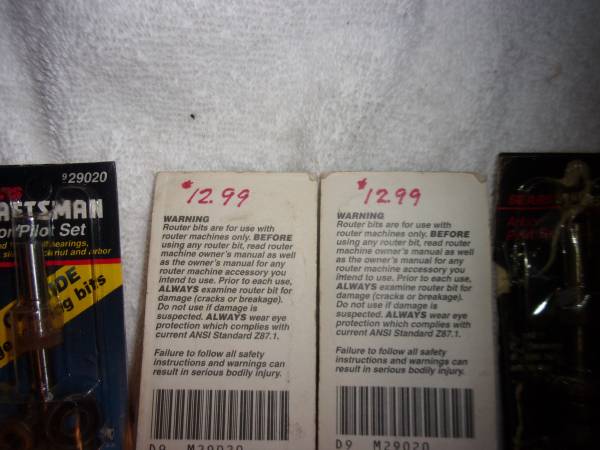 929020
AFTSMAN
or/Pilot Set
$12.99
WARNING
Router bits are for use with
router machines only. BEFORE
using any router bit, read router
machine owner's manual as well
as the owner's manual for any
router machine accessory you
intend to use. Prior to each use,
ALWAYS examine router bit for
damage (cracks or breakage).
Do not use if damage is
suspected. ALWAYS wear eye
protection which complies with
current ANSI Standard Z87.1.
Failure to follow all safety
instructions and warnings can
result in serious bodily injury.
D9 M29020
$12.99
WARNING
Router bits are for use with
router machines only. BEFORE
using any router bit, read router
machine owner's manual as well
as the owner's manual for any
router machine accessory you
intend to use. Prior to each use,
ALWAYS examine router bit for
damage (cracks or breakage).
Do not use if damage is
suspected. ALWAYS wear eye
protection which complies with
current ANSI Standard Z87.1.
Failure to follow all safety
instructions and warnings can
result in serious bodily injury.
D9 M29020
SEARS